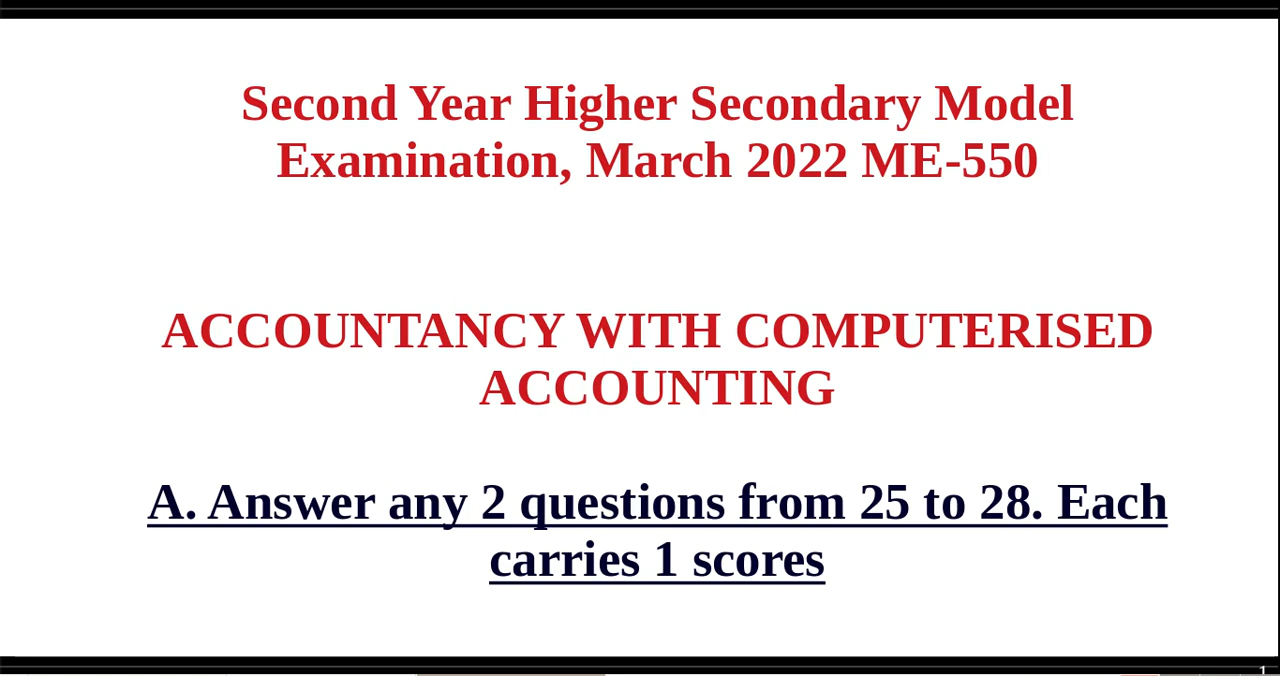 Second Year Higher Secondary Model
Examination, March 2022 ME-550
ACCOUNTANCY WITH COMPUTERISED
ACCOUNTING
A. Answer any 2 questions from 25 to 28. Each
carries 1 scores
1